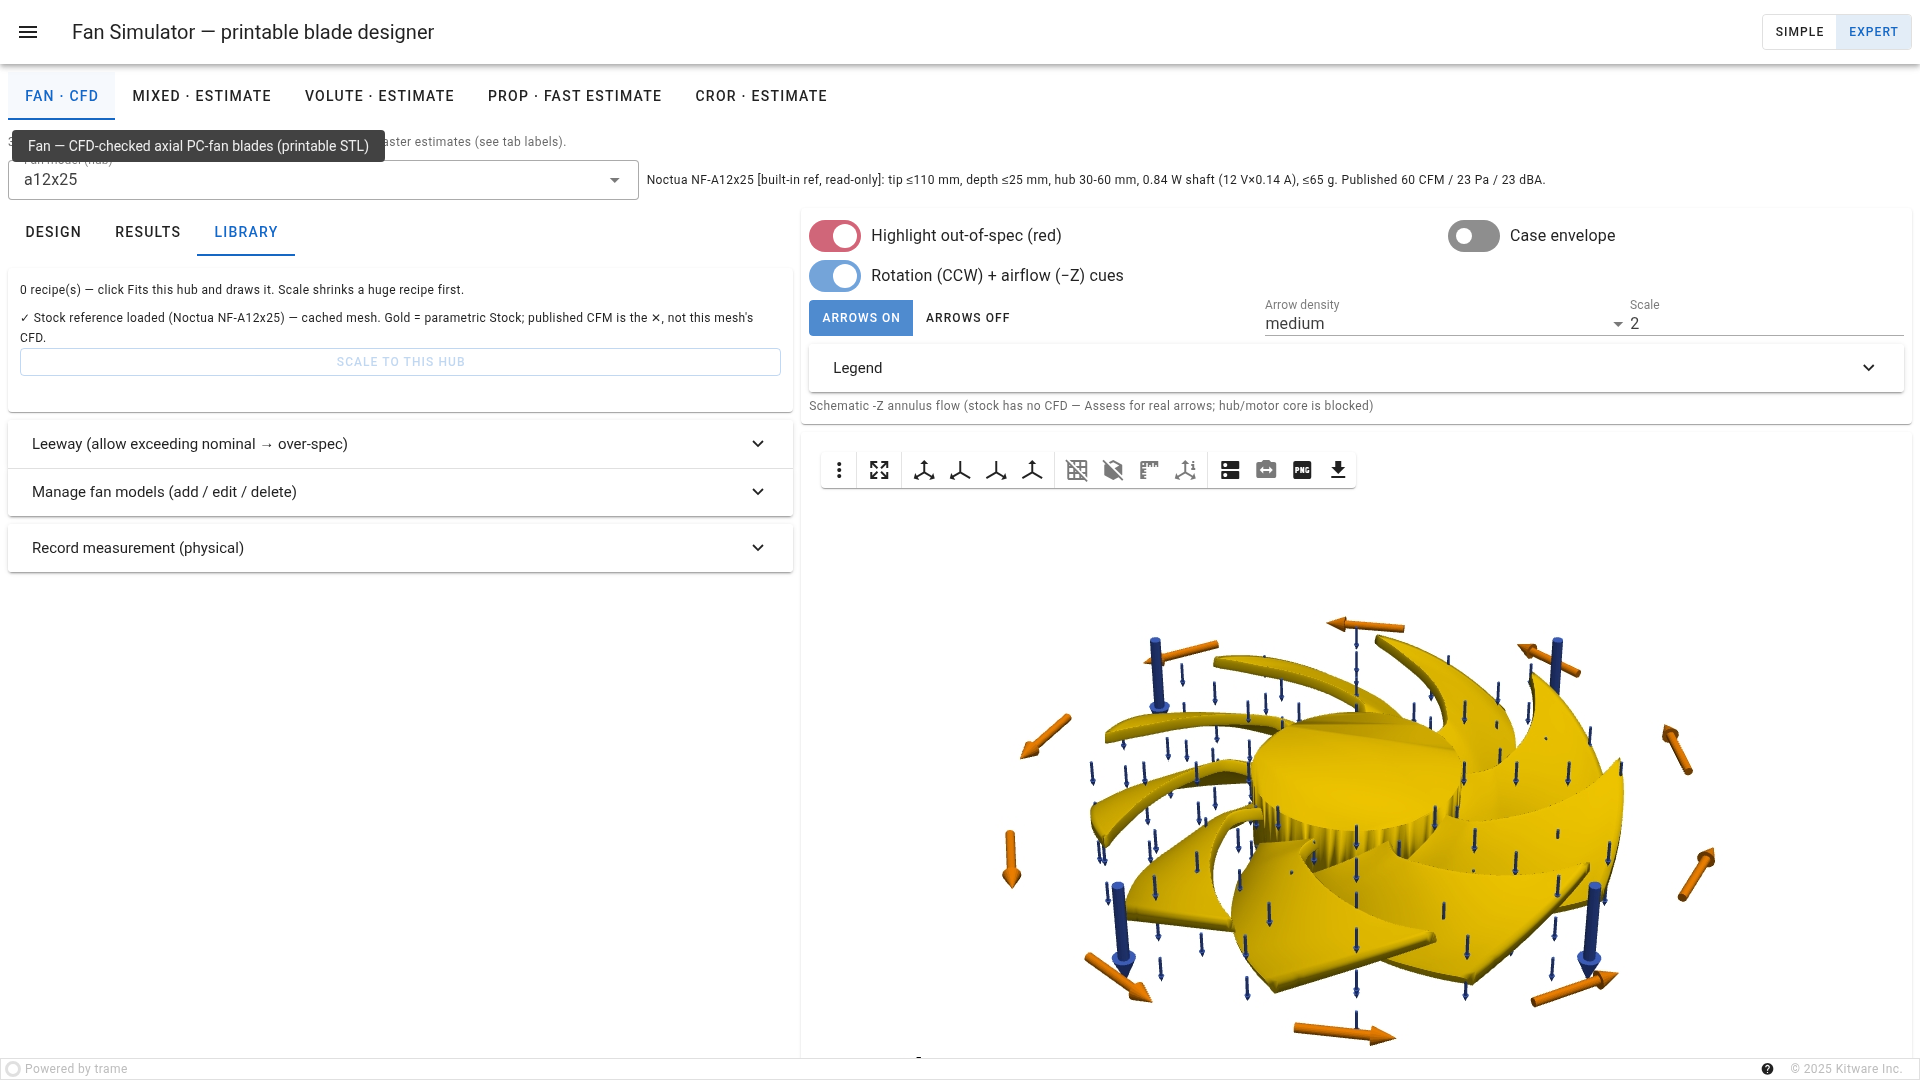 Fan Simulator — printable blade designer
SIMPLE
EXPERT
FAN · CFD
MIXED · ESTIMATE
VOLUTE · ESTIMATE
PROP · FAST ESTIMATE
CROR · ESTIMATE
Fan — CFD-checked axial PC-fan blades (printable STL)
estimates (see tab labels).
a12x25
Noctua NF-A12x25 [built-in ref, read-only]: tip ≤110 mm, depth ≤25 mm, hub 30-60 mm, 0.84 W shaft (12 V×0.14 A), ≤65 g. Published 60 CFM / 23 Pa / 23 dBA.
DESIGN
RESULTS
LIBRARY
0 recipe(s) — click Fits this hub and draws it. Scale shrinks a huge recipe first.
✓ Stock reference loaded (Noctua NF-A12x25) — cached mesh. Gold = parametric Stock; published CFM is the ✕, not this mesh's
CFD.
SCALE TO THIS HUB
Leeway (allow exceeding nominal → over-spec)
Manage fan models (add / edit / delete)
Record measurement (physical)
Highlight out-of-spec (red)
Case envelope
Rotation (CCW) + airflow (−Z) cues
ARROWS ON
ARROWS OFF
Arrow density
medium
Scale
2
Legend
Schematic -Z annulus flow (stock has no CFD — Assess for real arrows; hub/motor core is blocked)
PNG
Powered by trame
© 2025 Kitware Inc.